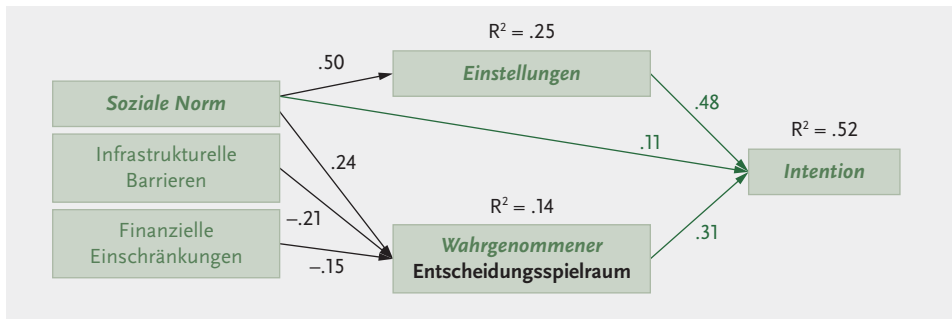 R² = .25
.50
Einstellungen
Soziale Norm
.48
R² = .52
.11
Infrastrukturelle
Barrieren
.24
Intention
R² = .14
–.21
Finanzielle
Einschränkungen
Wahrgenommener
Entscheidungsspielraum
.31
–.15